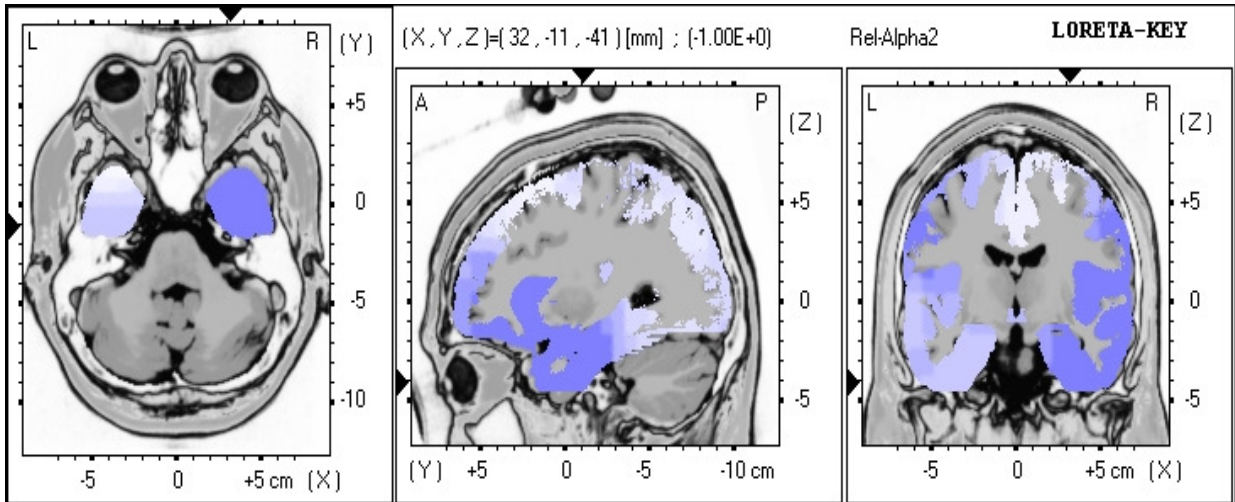 (X, Y, Z)=( 32 , -11 , -41 ) [mm] ; (-1.00E+0) Rel-Alpha2 LORETA-KEY
L R (Y)
+5
0
-5
-10
-5 0 +5 cm (X)
A P (Z)
+5
0
-5
(Y) +5 0 -5 -10 cm
L R (Z)
+5
0
-5
-5 0 +5 cm (X)